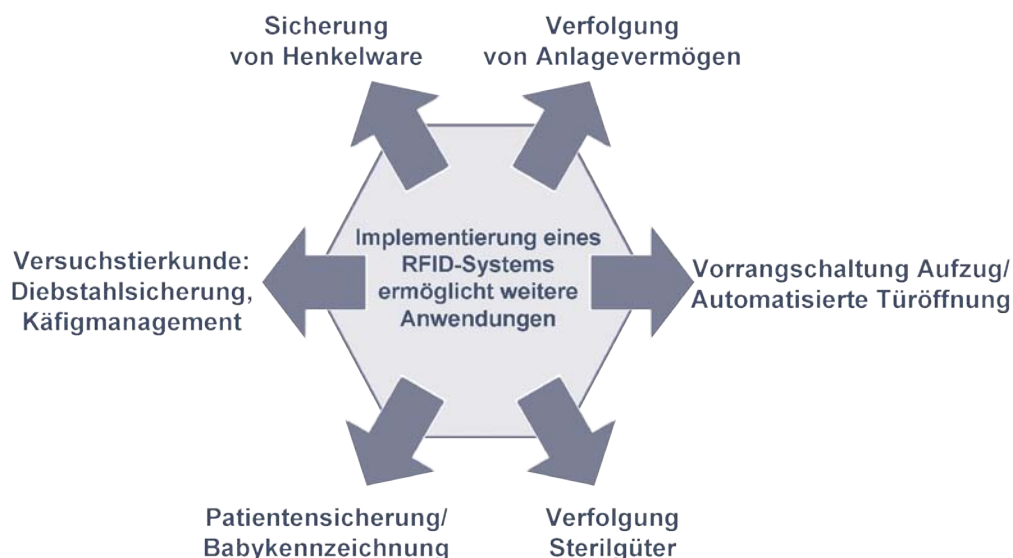 Sicherung
von Henkelware
Verfolgung
von Anlagevermögen
Implementierung eines
RFID-Systems
ermöglicht weitere
Anwendungen
Versuchstierkunde:
Diebstahlsicherung,
Käfigmanagement
Vorrangschaltung Aufzug/
Automatisierte Türöffnung
Patientensicherung/
Babykennzeichnung
Verfolgung
Sterilgüter